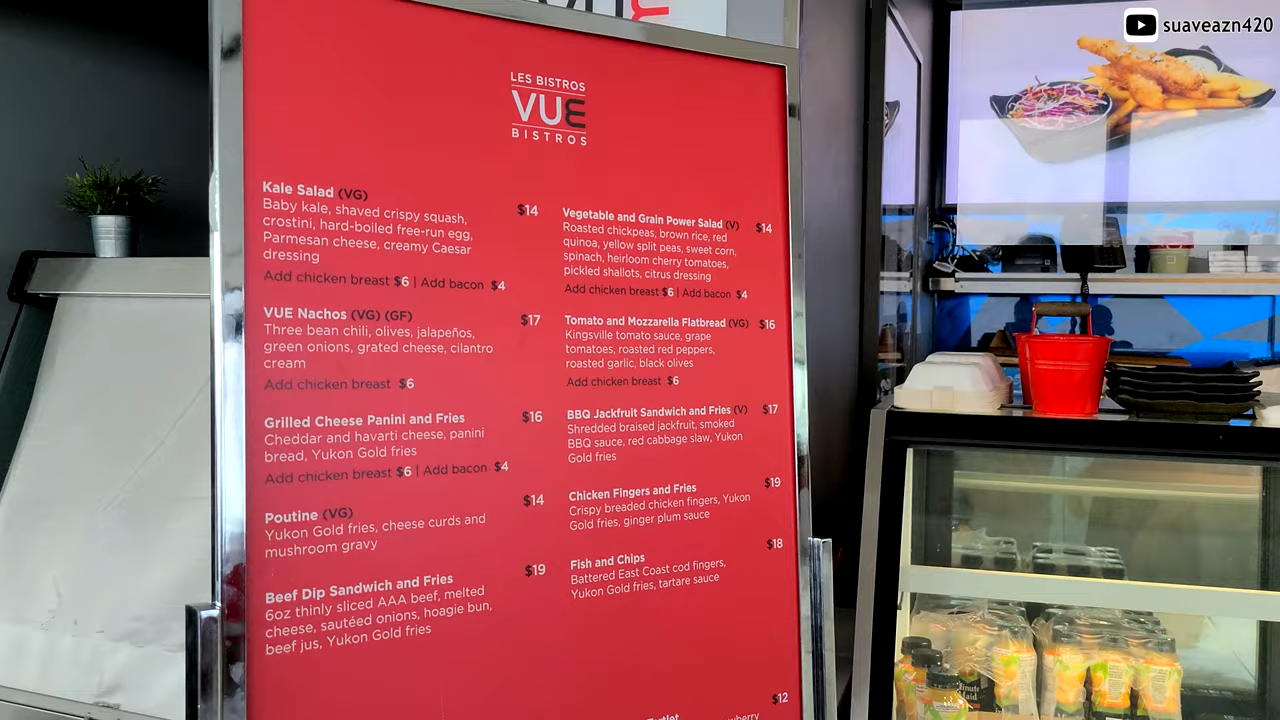 suaveazn420
LES BISTROS
VUE
BISTROS
Kale Salad (VG)
$14
Baby kale, shaved crispy squash,
crostini, hard-boiled free-run egg,
Parmesan cheese, creamy Caesar
dressing
Add chicken breast $6 | Add bacon $4
VUE Nachos (VG) (GF)
$17
Three bean chili, olives, jalapeños,
green onions, grated cheese, cilantro
cream
Add chicken breast $6
Grilled Cheese Panini and Fries
$16
Cheddar and havarti cheese, panini
bread, Yukon Gold fries
Add chicken breast $6 | Add bacon $4
Poutine (VG)
$14
Yukon Gold fries, cheese curds and
mushroom gravy
Beef Dip Sandwich and Fries
$19
6oz thinly sliced AAA beef, melted
cheese, sautéed onions, hoagie bun,
beef jus, Yukon Gold fries
Vegetable and Grain Power Salad (V)
$14
Roasted chickpeas, brown rice, red
quinoa, yellow split peas, sweet corn,
spinach, heirloom cherry tomatoes,
pickled shallots, citrus dressing
Add chicken breast $6 | Add bacon $4
Tomato and Mozzarella Flatbread (VG)
$16
Kingsville tomato sauce, grape
tomatoes, roasted red peppers,
roasted garlic, black olives
Add chicken breast $6
BBQ Jackfruit Sandwich and Fries (V)
$17
Shredded braised jackfruit, smoked
BBQ sauce, red cabbage slaw, Yukon
Gold fries
Chicken Fingers and Fries
$19
Crispy breaded chicken fingers, Yukon
Gold fries, ginger plum sauce
Fish and Chips
$18
Battered East Coast cod fingers,
Yukon Gold fries, tartare sauce
$12
Minute
Maid